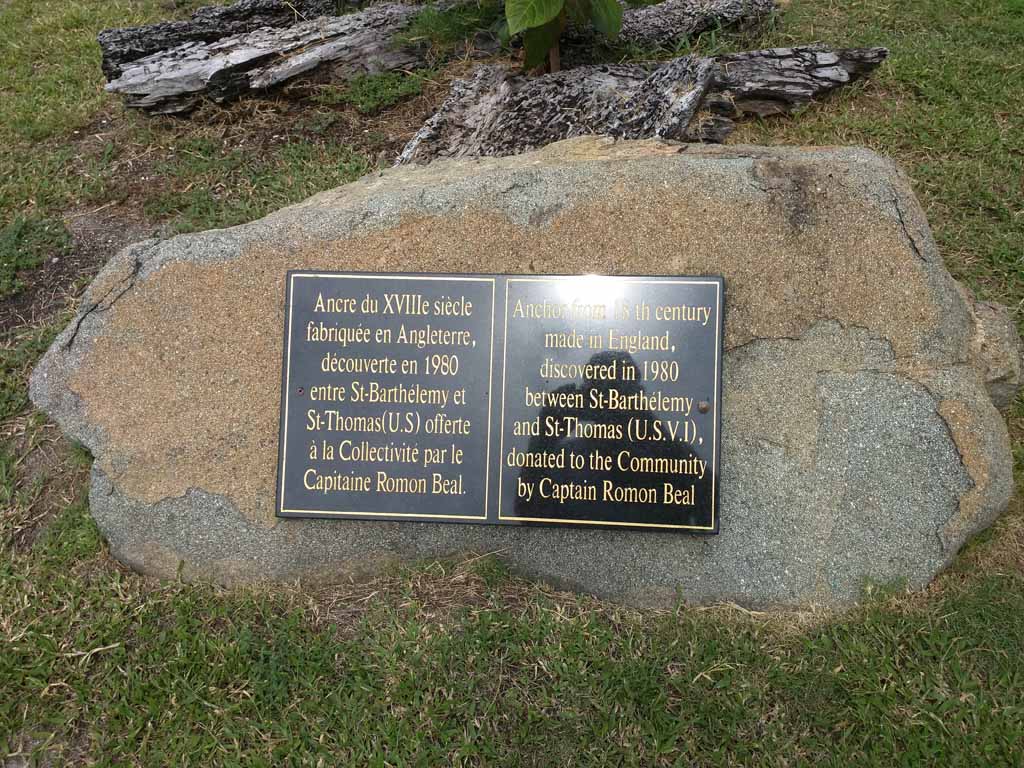 Ancre du XVIIIe siècle
fabriquée en Angleterre,
découverte en 1980
entre St-Barthélemy et
St-Thomas(U.S) offerte
à la Collectivité par le
Capitaine Romon Beal.
Anchor from 18 th century
made in England,
discovered in 1980
between St-Barthélemy
and St-Thomas (U.S.V.I),
donated to the Community
by Captain Romon Beal